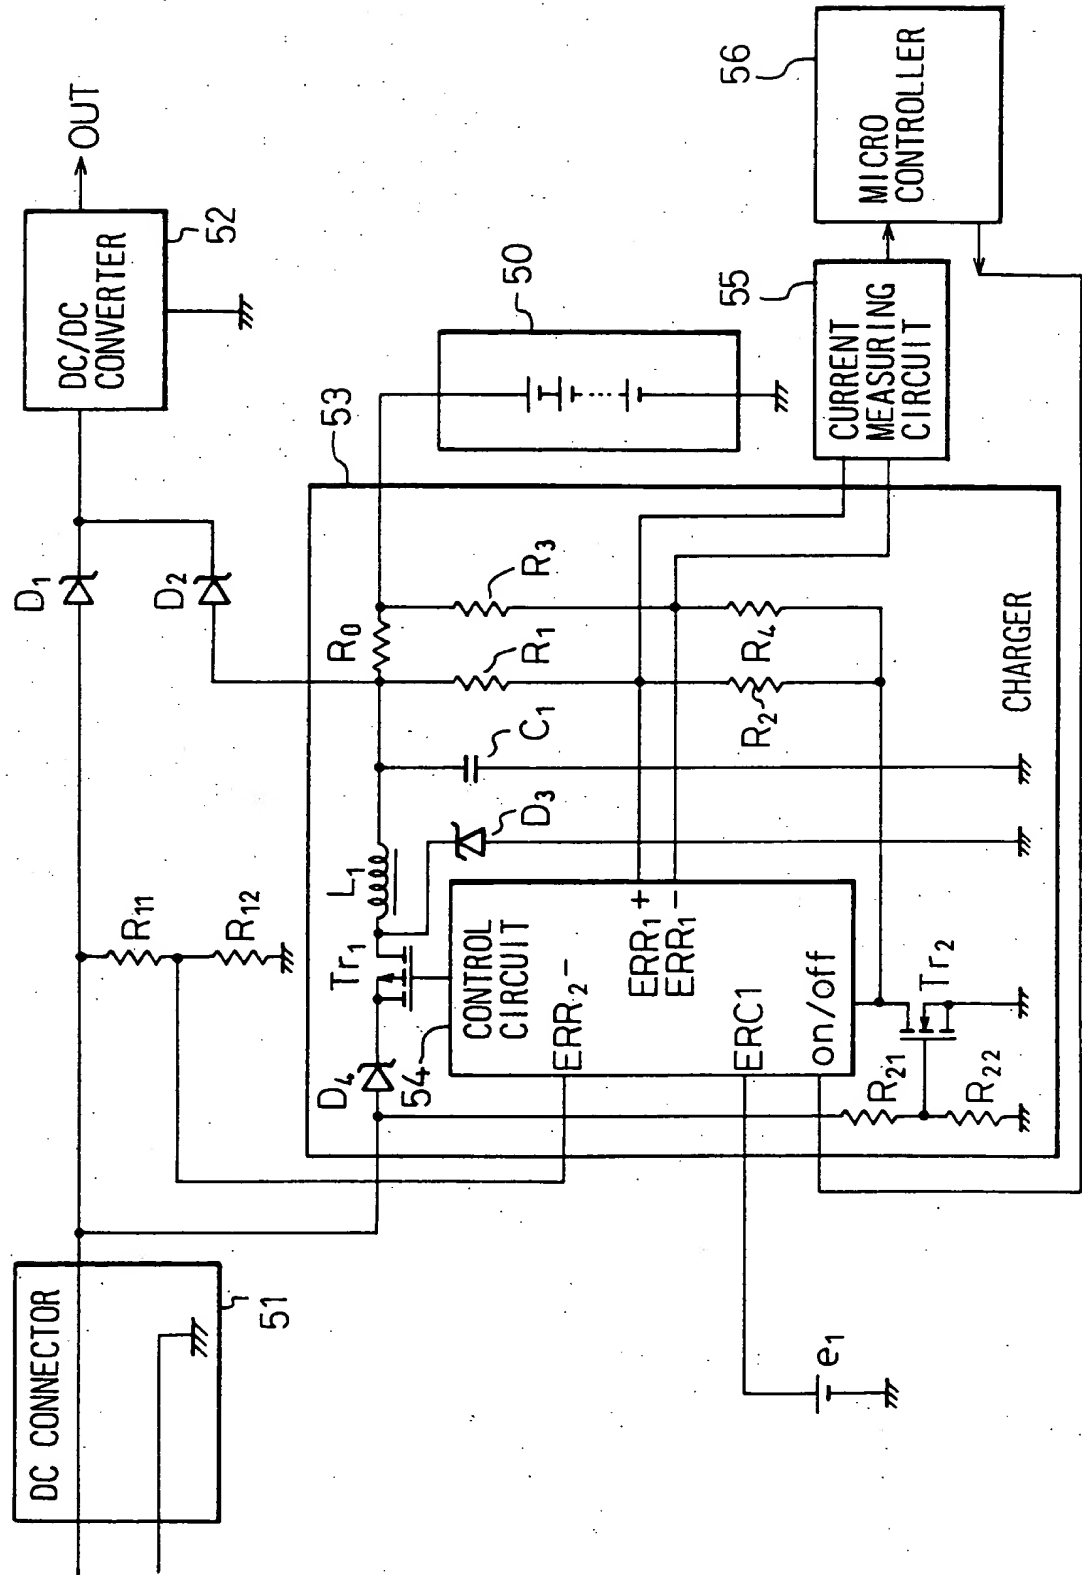 DC CONNECTOR
51
DC/DC
CONVERTER
52
OUT
D1
D2
R11
R12
53
50
D4
Tr1
L1
R0
D3
C1
R1
R3
R2
R4
54
CONTROL
CIRCUIT
ERR2-
ERR1+
ERR1-
ERC1
on/off
Tr2
R21
R22
CHARGER
e1
CURRENT
MEASURING
CIRCUIT
55
MICRO
CONTROLLER
56